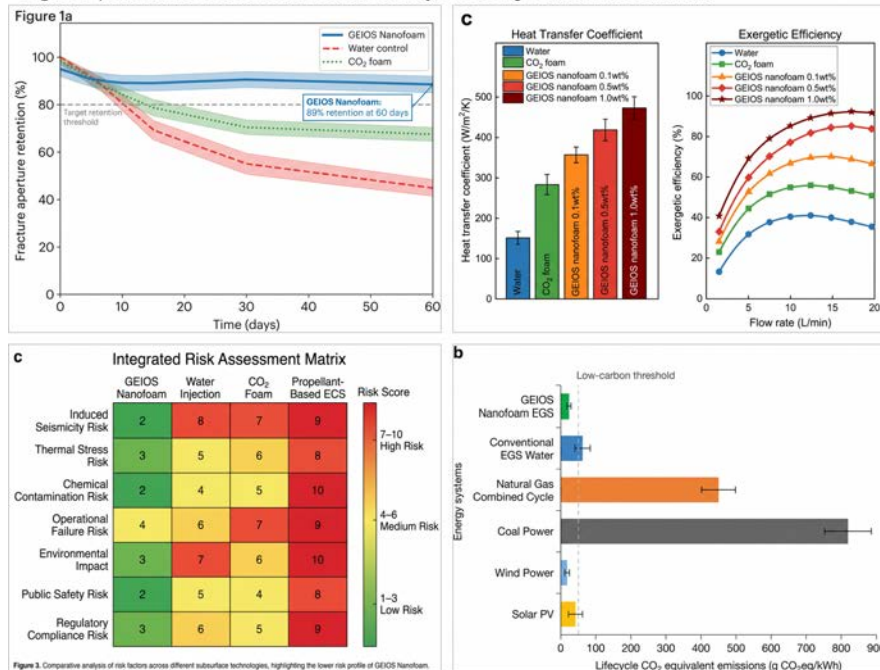 Figure 1a
GEIOS Nanofoam
Water control
CO₂ foam
100
80
60
40
20
0
Target retention
threshold
GEIOS Nanofoam:
89% retention at 60 days
Fracture aperture retention (%)
0 10 20 30 40 50 60
Time (days)
c
Heat Transfer Coefficient
Water
CO₂ foam
GEIOS nanofoam 0.1wt%
GEIOS nanofoam 0.5wt%
GEIOS nanofoam 1.0wt%
500
400
300
200
100
0
Heat transfer coefficient (W/m²/K)
Water
CO₂ foam
GEIOS nanofoam 0.1wt%
GEIOS nanofoam 0.5wt%
GEIOS nanofoam 1.0wt%
Exergetic Efficiency
Water
CO₂ foam
GEIOS nanofoam 0.1wt%
GEIOS nanofoam 0.5wt%
GEIOS nanofoam 1.0wt%
80
60
40
20
0
Exergetic efficiency (%)
0 5 10 15 20
Flow rate (L/min)
c
Integrated Risk Assessment Matrix
GEIOS Water CO₂ Propellant-
Nanofoam Injection Foam Based ECS
Risk Score
Induced
Seismicity Risk
2 8 7 9
Thermal Stress
Risk
3 5 6 8
Chemical
Contamination Risk
2 4 5 10
Operational
Failure Risk
4 6 7 9
Environmental
Impact
3 7 6 10
Public Safety Risk
2 5 4 8
Regulatory
Compliance Risk
3 6 5 9
7–10
High Risk
4–6
Medium Risk
1–3
Low Risk
Figure 3. Comparative analysis of risk factors across different subsurface technologies, highlighting the lower risk profile of GEIOS Nanofoam.
b
Low-carbon threshold
Energy systems
GEIOS
Nanofoam EGS
Conventional
EGS Water
Natural Gas
Combined Cycle
Coal Power
Wind Power
Solar PV
0 100 200 300 400 500 600 700 800 900
Lifecycle CO₂ equivalent emissions (g CO₂eq/kWh)